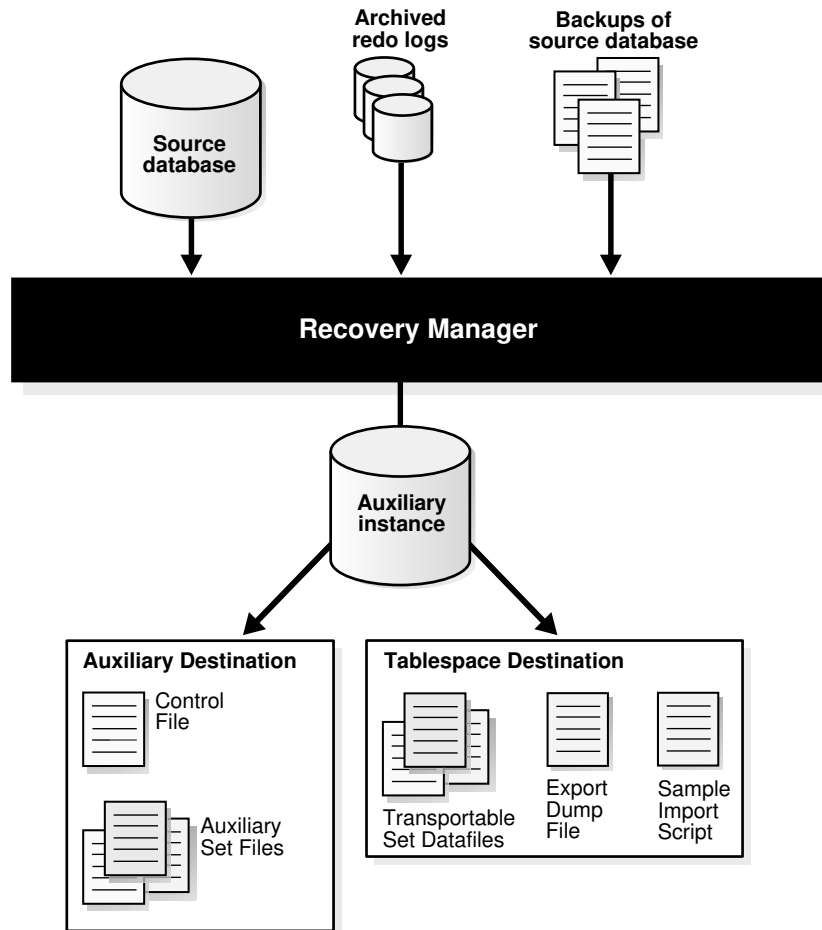 Archived
redo logs
Backups of
source database
Source
database
Recovery Manager
Auxiliary
instance
Auxiliary Destination
Control
File
Auxiliary
Set Files
Tablespace Destination
Transportable
Set Datafiles
Export
Dump
File
Sample
Import
Script